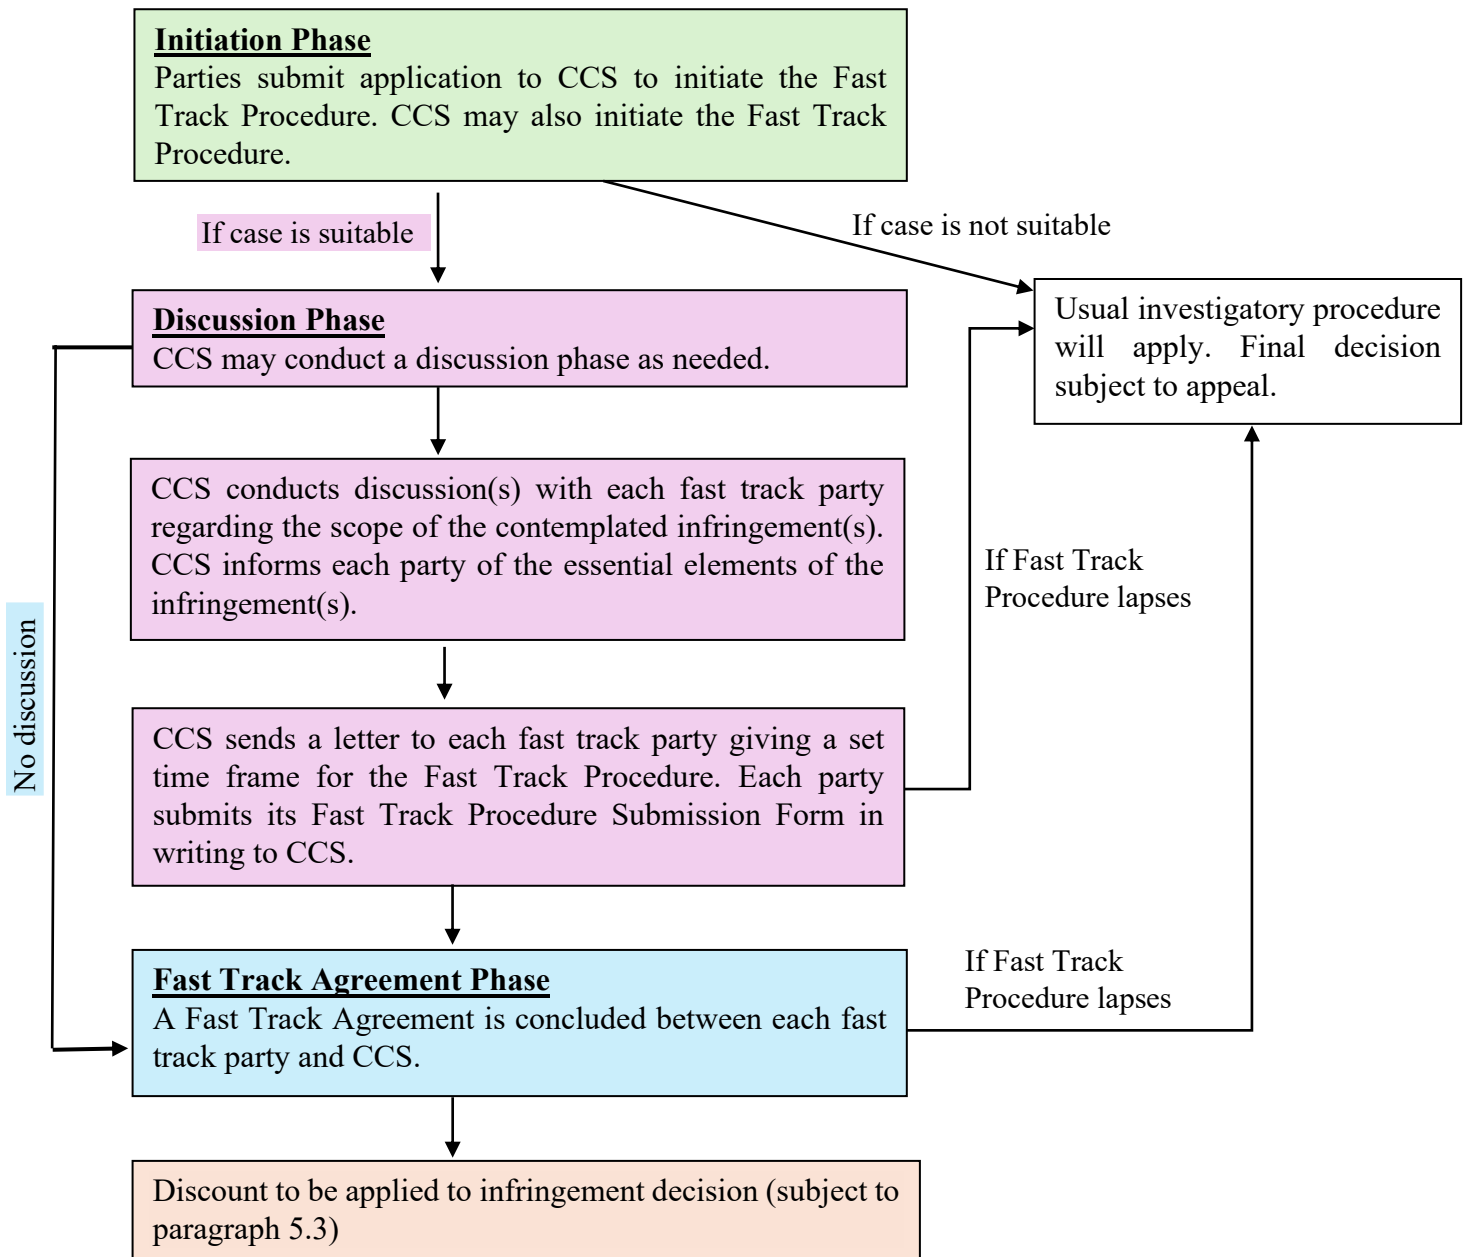 Initiation Phase
Parties submit application to CCS to initiate the Fast
Track Procedure. CCS may also initiate the Fast Track
Procedure.
If case is suitable
If case is not suitable
Usual investigatory procedure
will apply. Final decision
subject to appeal.
Discussion Phase
CCS may conduct a discussion phase as needed.
CCS conducts discussion(s) with each fast track party
regarding the scope of the contemplated infringement(s).
CCS informs each party of the essential elements of the
infringement(s).
If Fast Track
Procedure lapses
No discussion
CCS sends a letter to each fast track party giving a set
time frame for the Fast Track Procedure. Each party
submits its Fast Track Procedure Submission Form in
writing to CCS.
Fast Track Agreement Phase
A Fast Track Agreement is concluded between each fast
track party and CCS.
If Fast Track
Procedure lapses
Discount to be applied to infringement decision (subject to
paragraph 5.3)